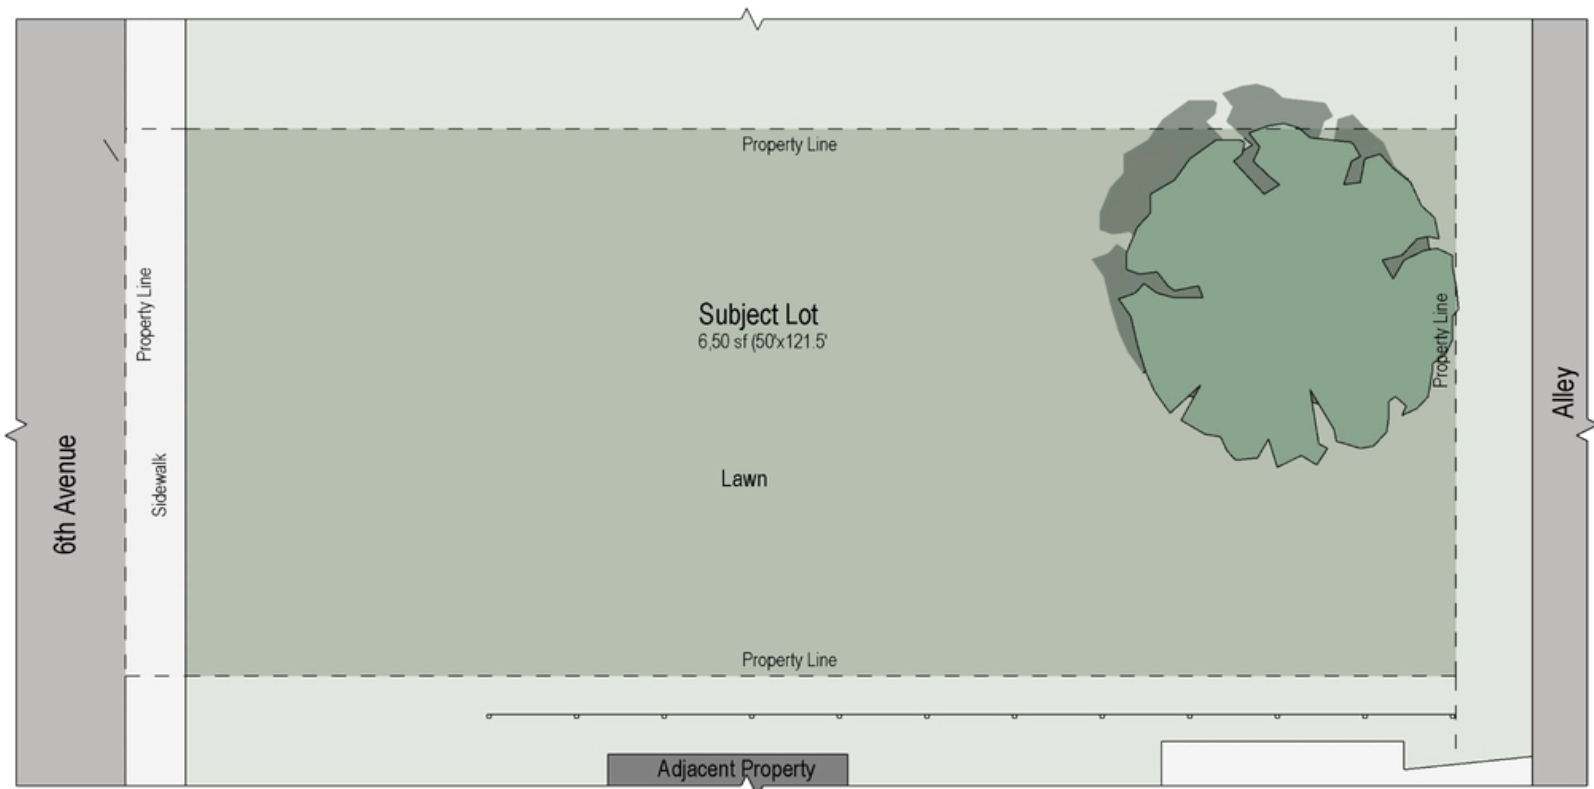 Property Line
Property Line
Subject Lot
6,50 sf (50'x121.5'
Property Line
Alley
6th Avenue
Sidewalk
Lawn
Property Line
Adjacent Property